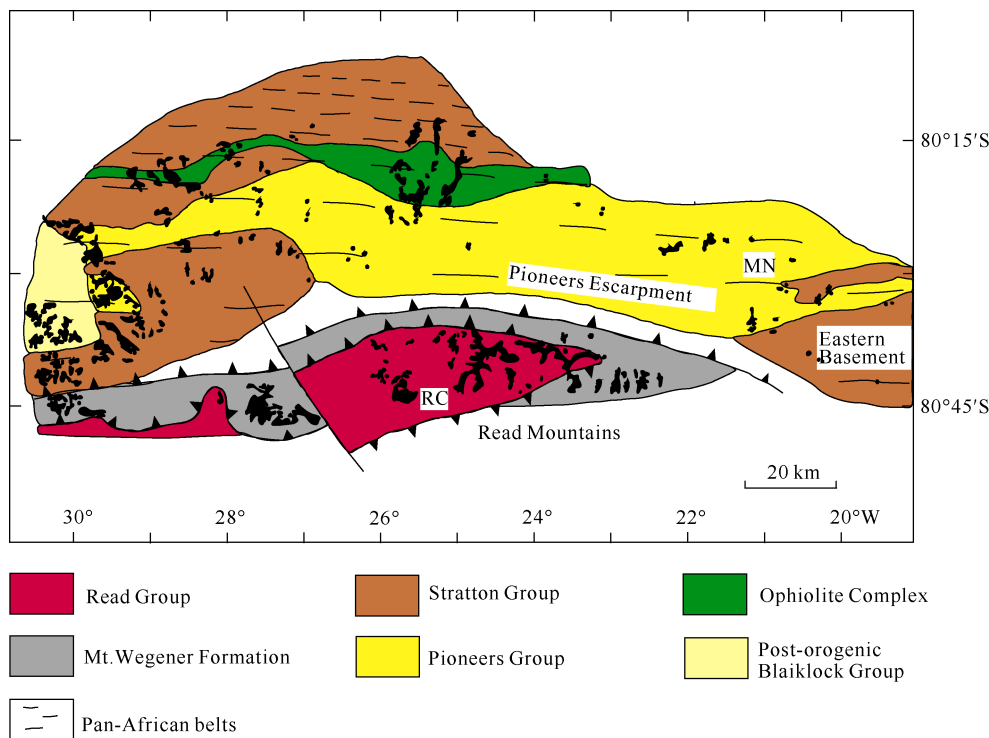 80°15′S
MN
Pioneers Escarpment
Eastern
Basement
RC
80°45′S
Read Mountains
20 km
30° 28° 26° 24° 22° 20°W
Read Group
Stratton Group
Ophiolite Complex
Mt.Wegener Formation
Pioneers Group
Post-orogenic
Blaiklock Group
Pan-African belts